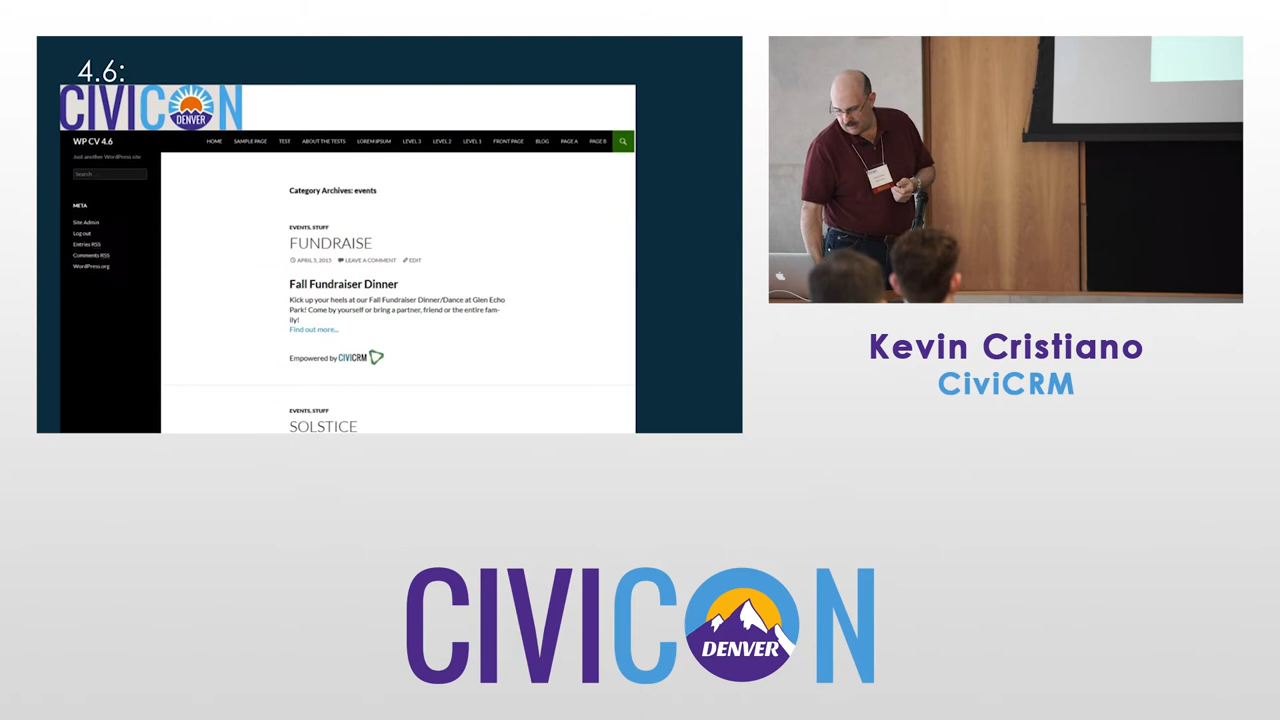 4.6:
CIVICON
DENVER
WP CV 4.6
HOME SAMPLE PAGE TEST ABOUT THE TESTS LOREM IPSUM LEVEL 3 LEVEL 2 LEVEL 1 FRONT PAGE BLOG PAGE A PAGE B
Just another WordPress site
Search ...
META
Site Admin
Log out
Entries RSS
Comments RSS
WordPress.org
Category Archives: events
EVENTS, STUFF
FUNDRAISE
APRIL 5, 2015 LEAVE A COMMENT EDIT
Fall Fundraiser Dinner
Kick up your heels at our Fall Fundraiser Dinner/Dance at Glen Echo
Park! Come by yourself or bring a partner, friend or the entire fam-
ily!
Find out more...
Empowered by CIVICRM
EVENTS, STUFF
SOLSTICE
Kevin Cristiano
CiviCRM
CIVICON
DENVER